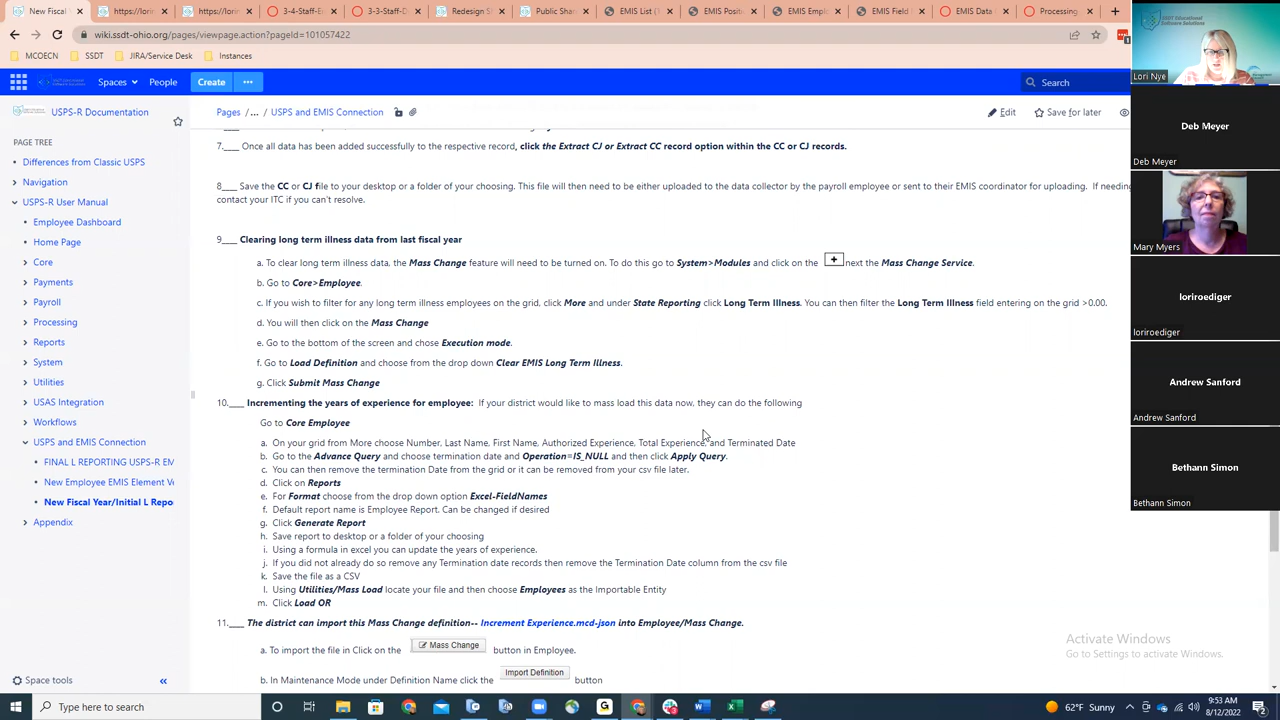 New Fiscal
3-4-Staff-E
3-3-Staff-D
Redesign S
Public Sha
EMIS List (
EMIS Posi
EMIS Empl
EMIS Field
EMIS Data
Processing
wiki.ssdt-ohio.org/pages/viewpage.action?pageId=101057422
MCOECN
SSDT
JIRA/Service Desk
Instances
Spaces
People
Create
Search
USPS-R Documentation
Pages / ... / USPS and EMIS Connection
Edit
Save for later
PAGE TREE
Differences from Classic USPS
Navigation
USPS-R User Manual
Employee Dashboard
Home Page
Core
Payments
Payroll
Processing
Reports
System
Utilities
USAS Integration
Workflows
USPS and EMIS Connection
FINAL L REPORTING USPS-R EM
New Employee EMIS Element Ve
New Fiscal Year/Initial L Repo
Appendix
Space tools
7.___ Once all data has been added successfully to the respective record, click the Extract CJ or Extract CC record option within the CC or CJ records.
8___ Save the CC or CJ file to your desktop or a folder of your choosing. This file will then need to be either uploaded to the data collector by the payroll employee or sent to their EMIS coordinator for uploading. If needing
contact your ITC if you can't resolve.
9___ Clearing long term illness data from last fiscal year
a. To clear long term illness data, the Mass Change feature will need to be turned on. To do this go to System>Modules and click on the + next the Mass Change Service.
b. Go to Core>Employee.
c. If you wish to filter for any long term illness employees on the grid, click More and under State Reporting click Long Term Illness. You can then filter the Long Term Illness field entering on the grid >0.00.
d. You will then click on the Mass Change
e. Go to the bottom of the screen and chose Execution mode.
f. Go to Load Definition and choose from the drop down Clear EMIS Long Term Illness.
g. Click Submit Mass Change
10.___ Incrementing the years of experience for employee: If your district would like to mass load this data now, they can do the following
Go to Core Employee
a. On your grid from More choose Number, Last Name, First Name, Authorized Experience, Total Experience, and Terminated Date
b. Go to the Advance Query and choose termination date and Operation=IS_NULL and then click Apply Query.
c. You can then remove the termination Date from the grid or it can be removed from your csv file later.
d. Click on Reports
e. For Format choose from the drop down option Excel-FieldNames
f. Default report name is Employee Report. Can be changed if desired
g. Click Generate Report
h. Save report to desktop or a folder of your choosing
i. Using a formula in excel you can update the years of experience.
j. If you did not already do so remove any Termination date records then remove the Termination Date column from the csv file
k. Save the file as a CSV
l. Using Utilities/Mass Load locate your file and then choose Employees as the Importable Entity
m. Click Load OR
11.___ The district can import this Mass Change definition-- Increment Experience.mcd-json into Employee/Mass Change.
a. To import the file in Click on the Mass Change button in Employee.
b. In Maintenance Mode under Definition Name click the Import Definition button
SSDT Educational
Software Solutions
Lori Nye
Deb Meyer
Deb Meyer
Mary Myers
loriroediger
loriroediger
Andrew Sanford
Andrew Sanford
Bethann Simon
Bethann Simon
Activate Windows
Go to Settings to activate Windows.
Type here to search
62°F Sunny
9:53 AM
8/12/2022
2